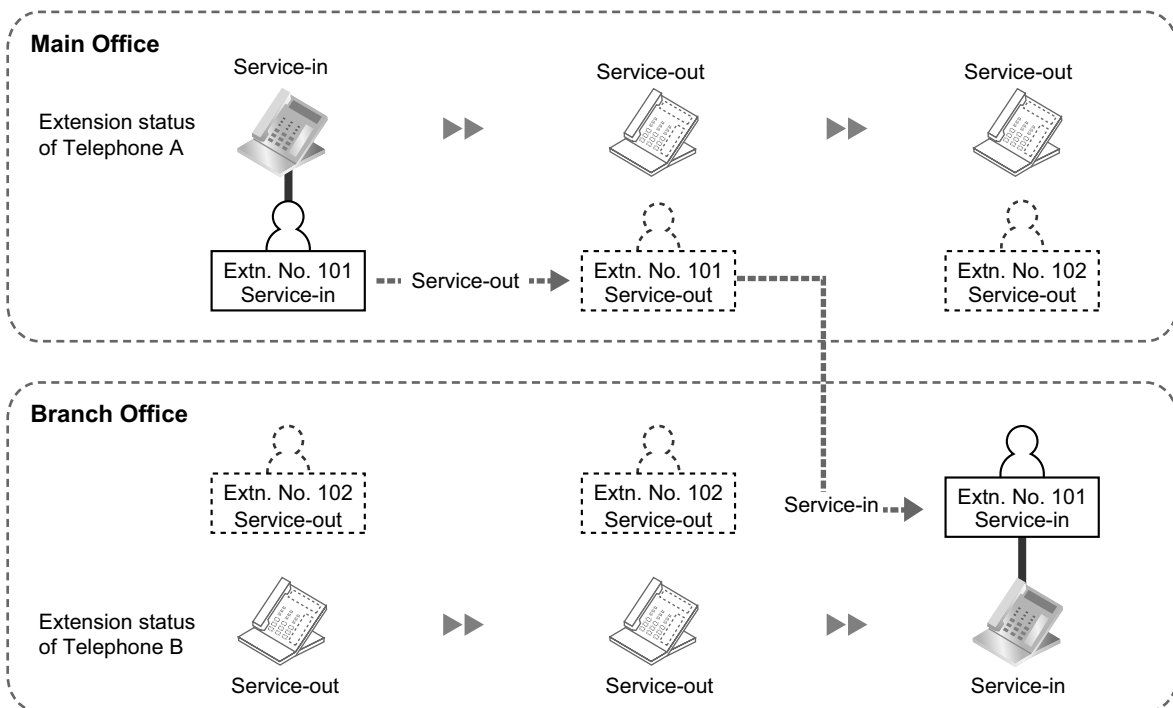 Main Office
Service-in
Service-out
Service-out
Extension status
of Telephone A
Extn. No. 101
Service-in
Service-out
Extn. No. 101
Service-out
Extn. No. 102
Service-out
Branch Office
Extn. No. 102
Service-out
Extn. No. 102
Service-out
Service-in
Extn. No. 101
Service-in
Extension status
of Telephone B
Service-out
Service-out
Service-in